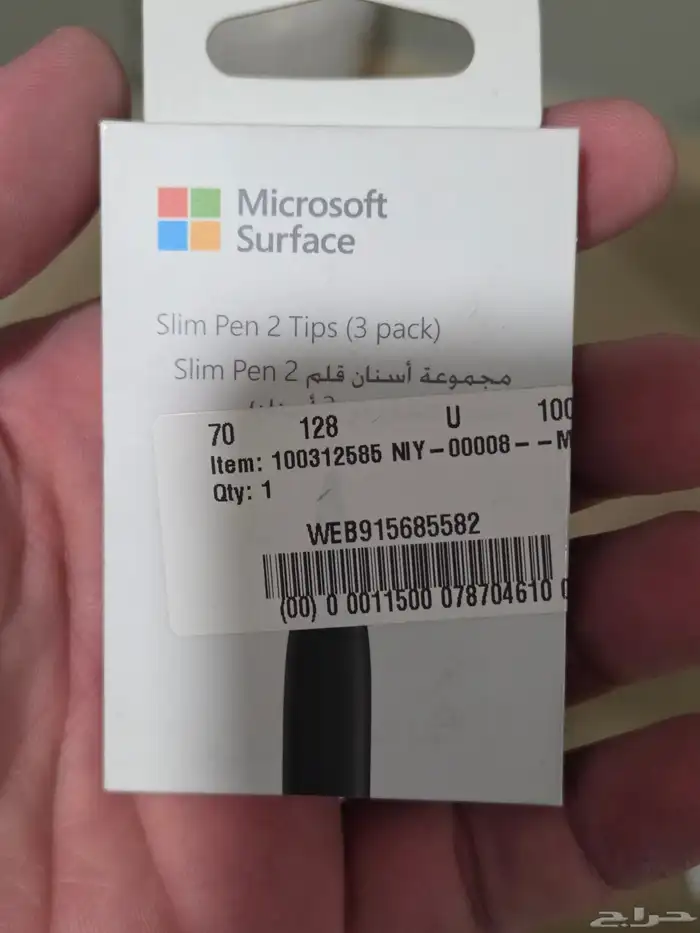 Microsoft
Surface
Slim Pen 2 Tips (3 pack)
مجموعة أسنان قلم Slim Pen 2
70 128 U 100
Item: 100312585 NIY-00008--M
Qty: 1
WEB915685582
(00) 0 0011500 078704610 0
حراج